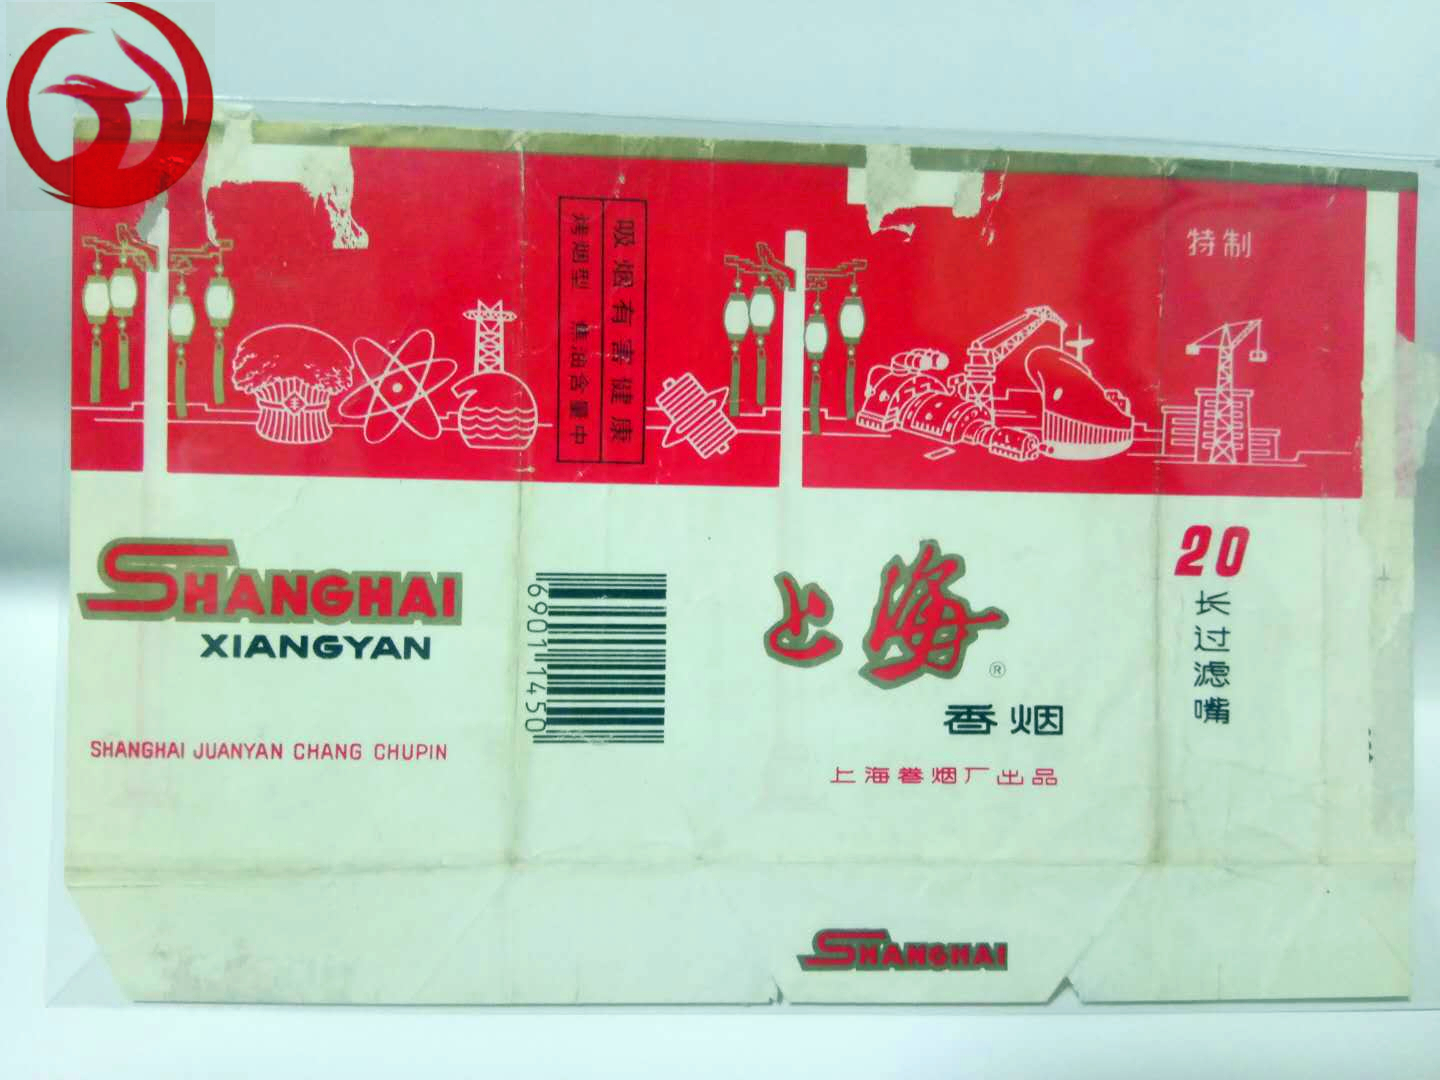 吸烟有害健康
烤烟型 焦油含量中
特制
SHANGHAI
XIANGYAN
SHANGHAI JUANYAN CHANG CHUPIN
69011450
上海®
香烟
上海卷烟厂出品
20
长过滤嘴
SHANGHAI